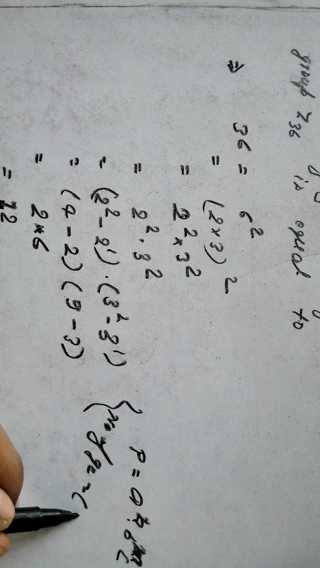 group Z36 is equal to
⇒ 36 = 6²
= (2×3)²
= 2²×3²
= 2².3²
= (2²-2¹).(3²-3¹)
= (4-2)(9-3)
= 2×6
= 12
P =